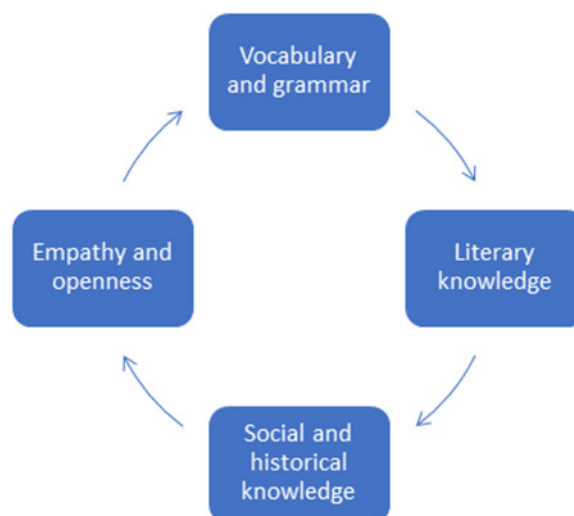 Vocabulary
and grammar
Literary
knowledge
Social and
historical
knowledge
Empathy and
openness